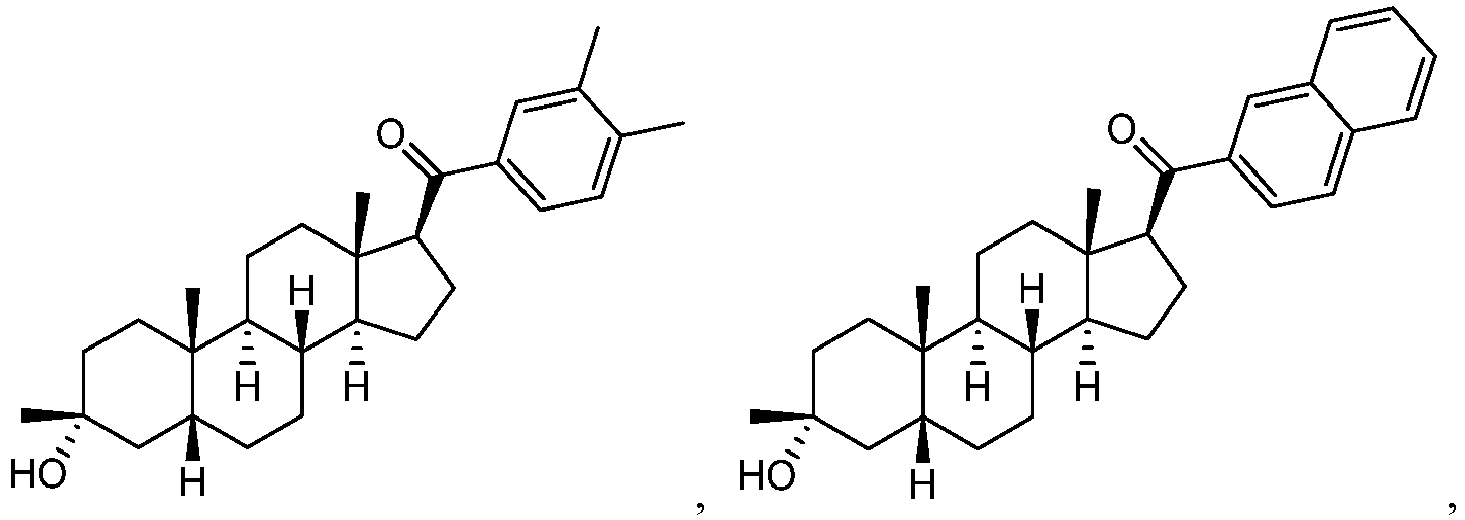 O O
H H
H H H H
HO H , HO H ,